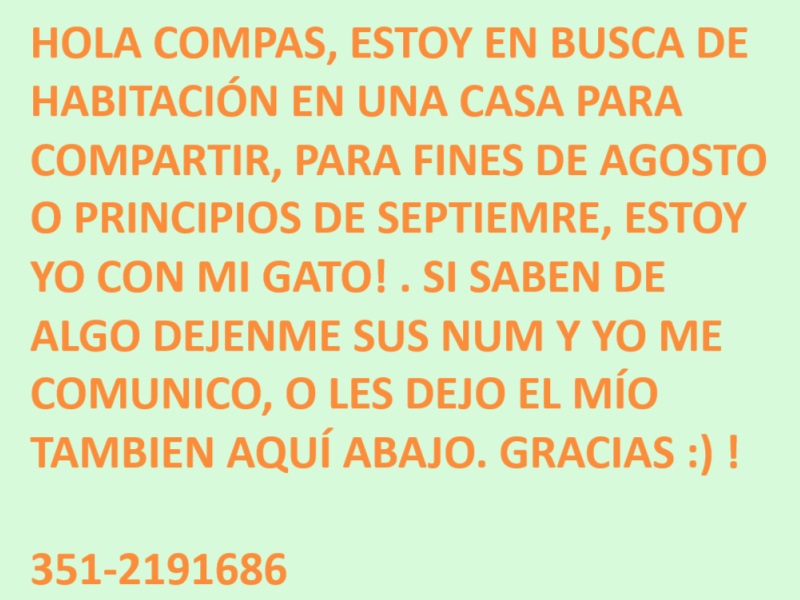 HOLA COMPAS, ESTOY EN BUSCA DE
HABITACIÓN EN UNA CASA PARA
COMPARTIR, PARA FINES DE AGOSTO
O PRINCIPIOS DE SEPTIEMRE, ESTOY
YO CON MI GATO! . SI SABEN DE
ALGO DEJENME SUS NUM Y YO ME
COMUNICO, O LES DEJO EL MÍO
TAMBIEN AQUÍ ABAJO. GRACIAS :) !
351-2191686